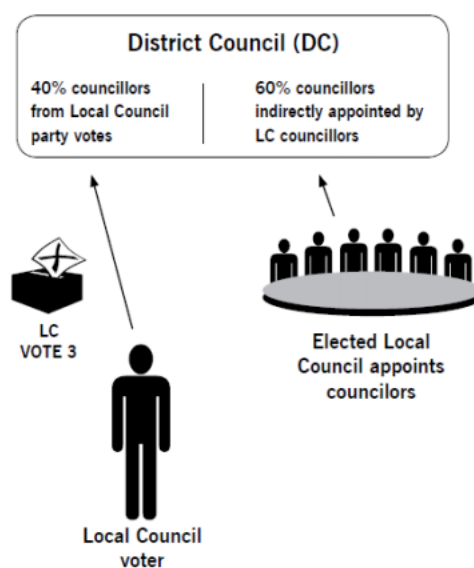 District Council (DC)
40% councillors
from Local Council
party votes
60% councillors
indirectly appointed by
LC councillors
LC
VOTE 3
Elected Local
Council appoints
councilors
Local Council
voter